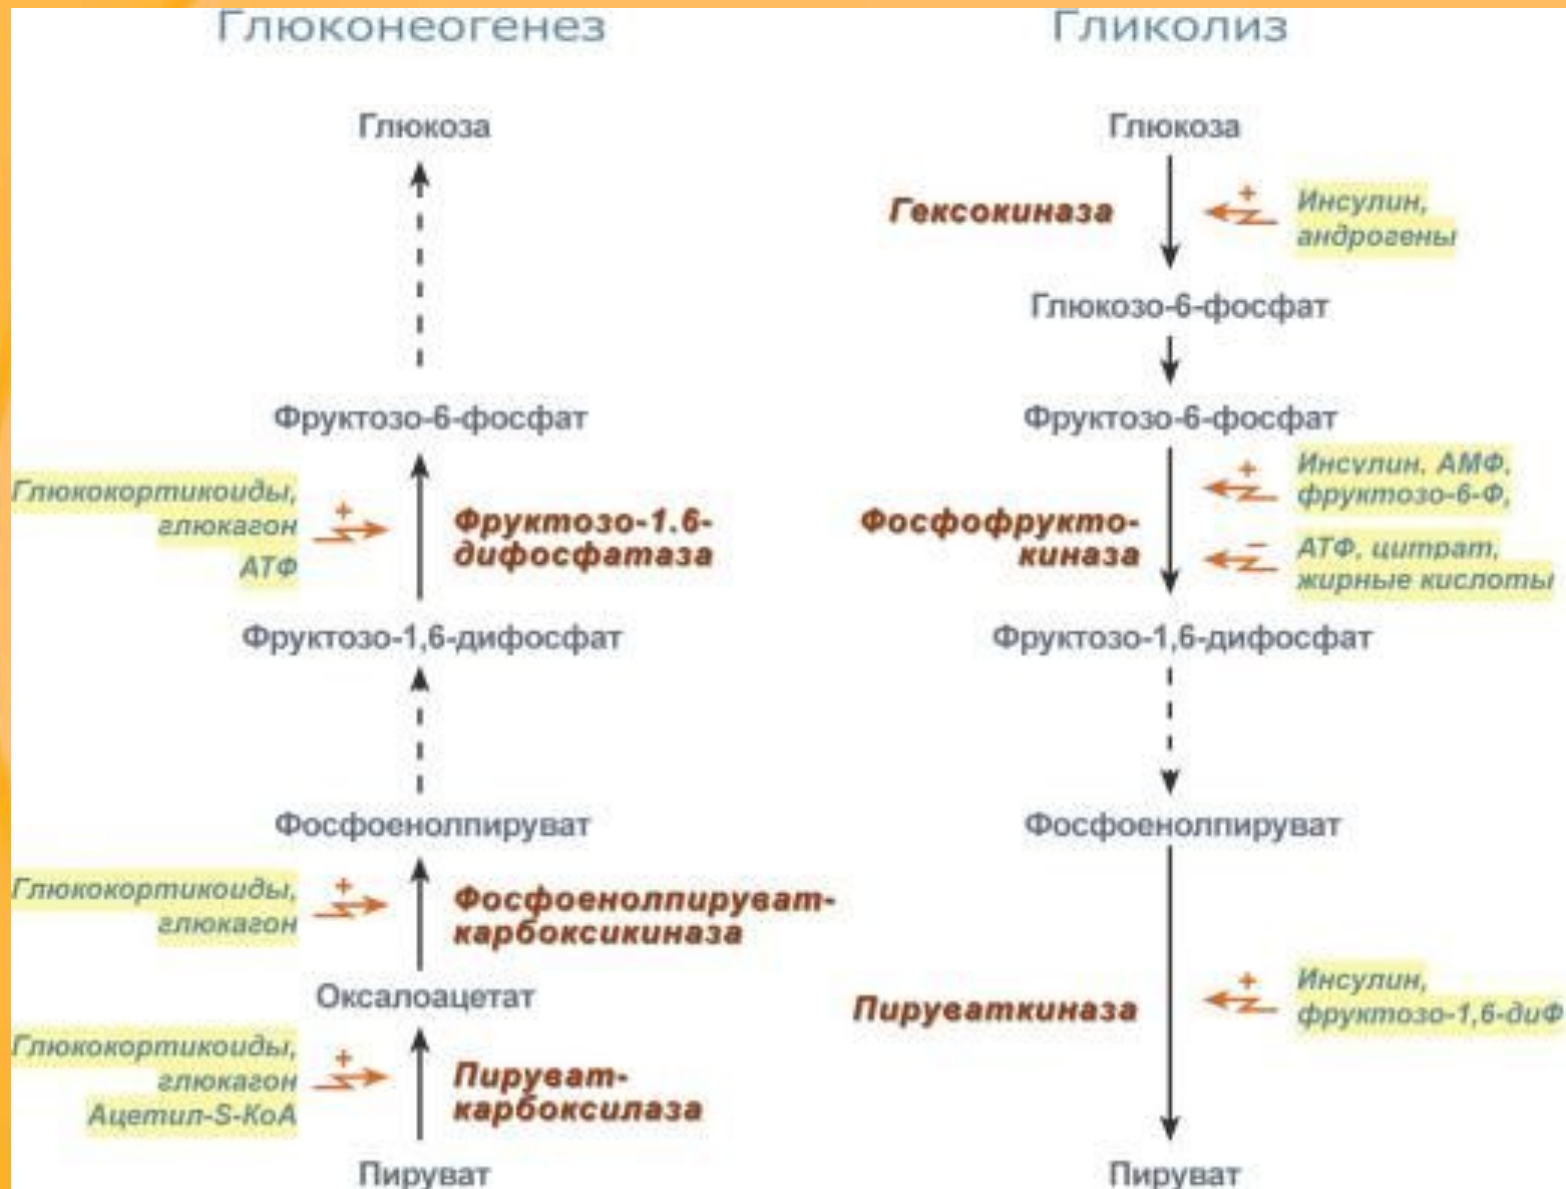 Глюконеогенез
Глюкоза
Фруктозо-6-фосфат
Глюкокортикоиды,
глюкагон
АТФ
+
Фруктозо-1.6-
дифосфатаза
Фруктозо-1,6-дифосфат
Фосфоенолпируват
Глюкокортикоиды,
глюкагон
+
Фосфоенолпируват-
карбоксикиназа
Оксалоацетат
Глюкокортикоиды,
глюкагон
Ацетил-S-КоА
+
Пируват-
карбоксилаза
Пируват
Гликолиз
Глюкоза
Гексокиназа
+
Инсулин,
андрогены
Глюкозо-6-фосфат
Фруктозо-6-фосфат
Фосфофрукто-
киназа
+
Инсулин, АМФ,
фруктозо-6-Ф,
−
АТФ, цитрат,
жирные кислоты
Фруктозо-1,6-дифосфат
Фосфоенолпируват
Пируваткиназа
+
Инсулин,
фруктозо-1,6-диФ
Пируват